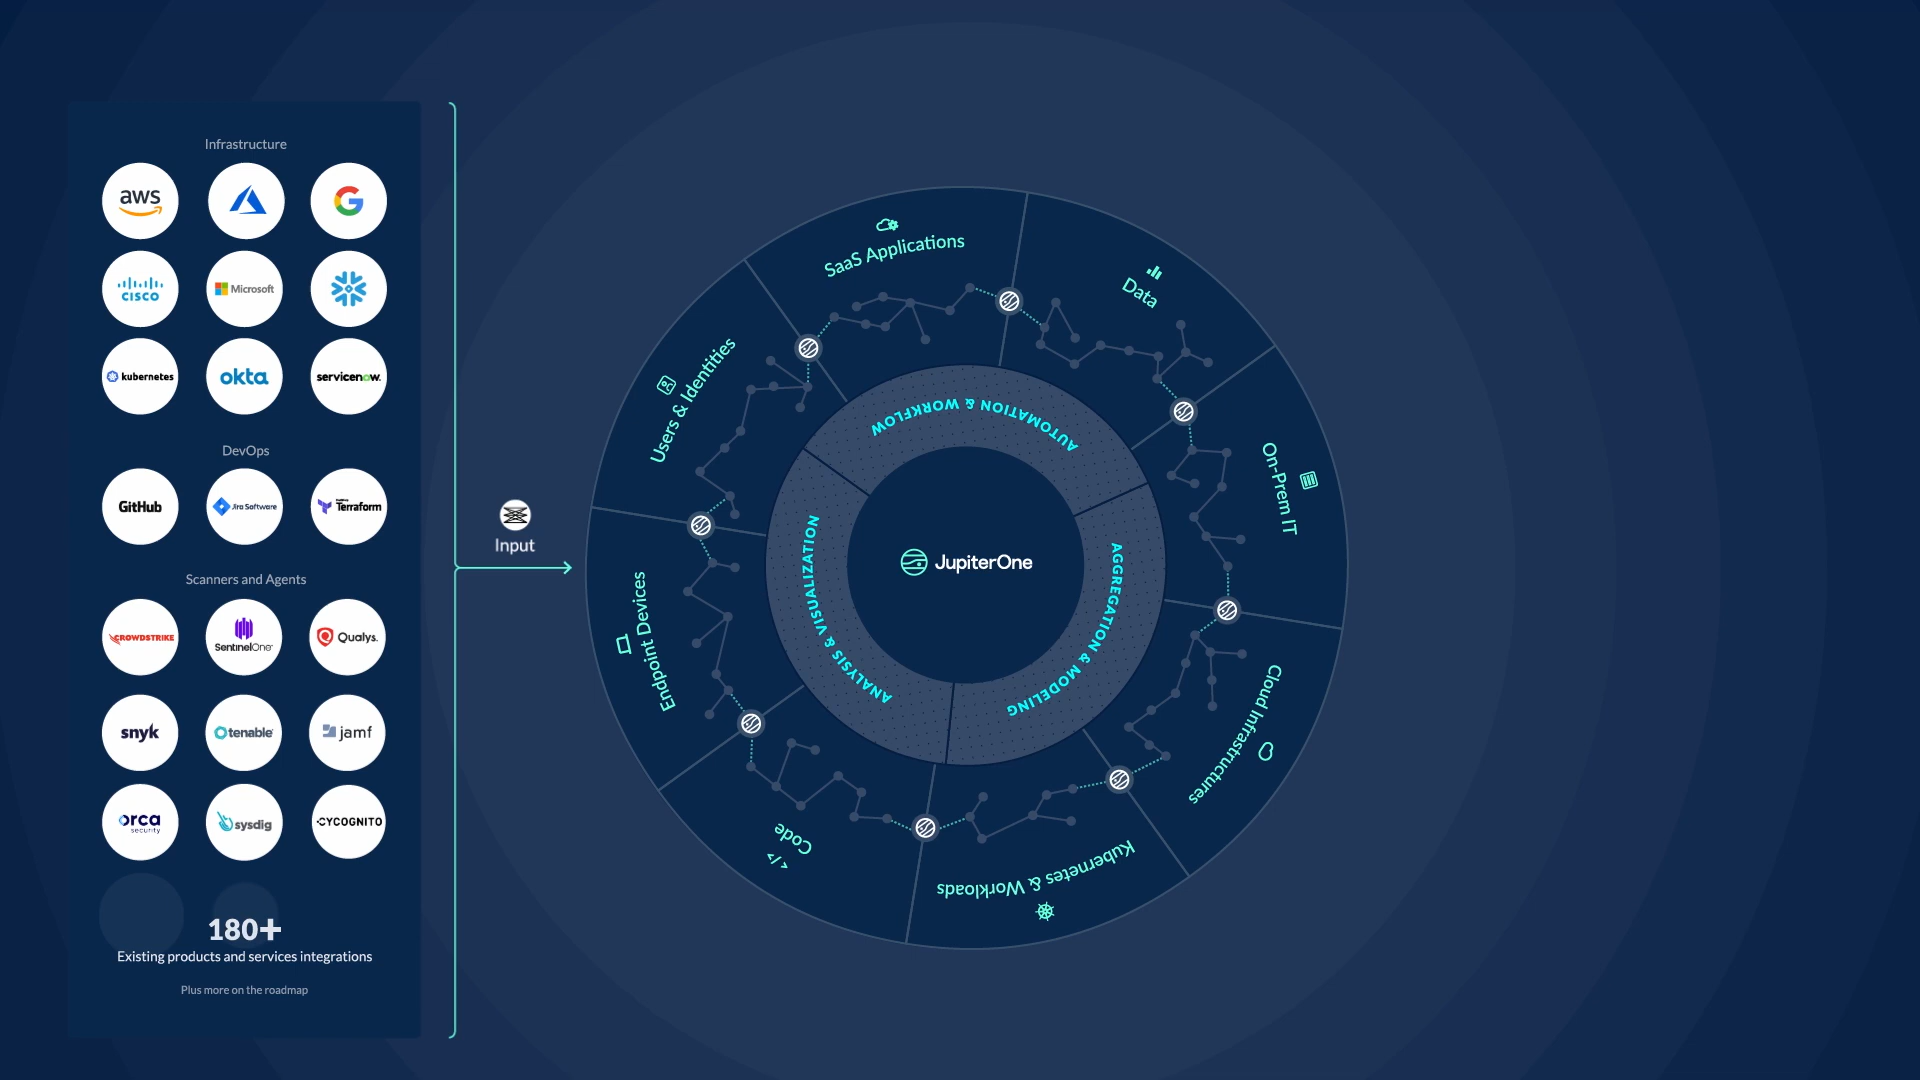 Infrastructure
aws
CISCO
Microsoft
kubernetes
okta
servicenow.
DevOps
GitHub
Jira Software
HashiCorp
Terraform
Scanners and Agents
CROWDSTRIKE
SentinelOne
Qualys.
snyk
tenable
jamf
orca
security
sysdig
CYCOGNITO
180+
Existing products and services integrations
Plus more on the roadmap
Input
SaaS Applications
Data
On-Prem IT
Cloud Infrastructures
Kubernetes & Workloads
</>
Code
Endpoint Devices
Users & Identities
AUTOMATION & WORKFLOW
AGGREGATION & MODELING
ANALYSIS & VISUALIZATION
JupiterOne